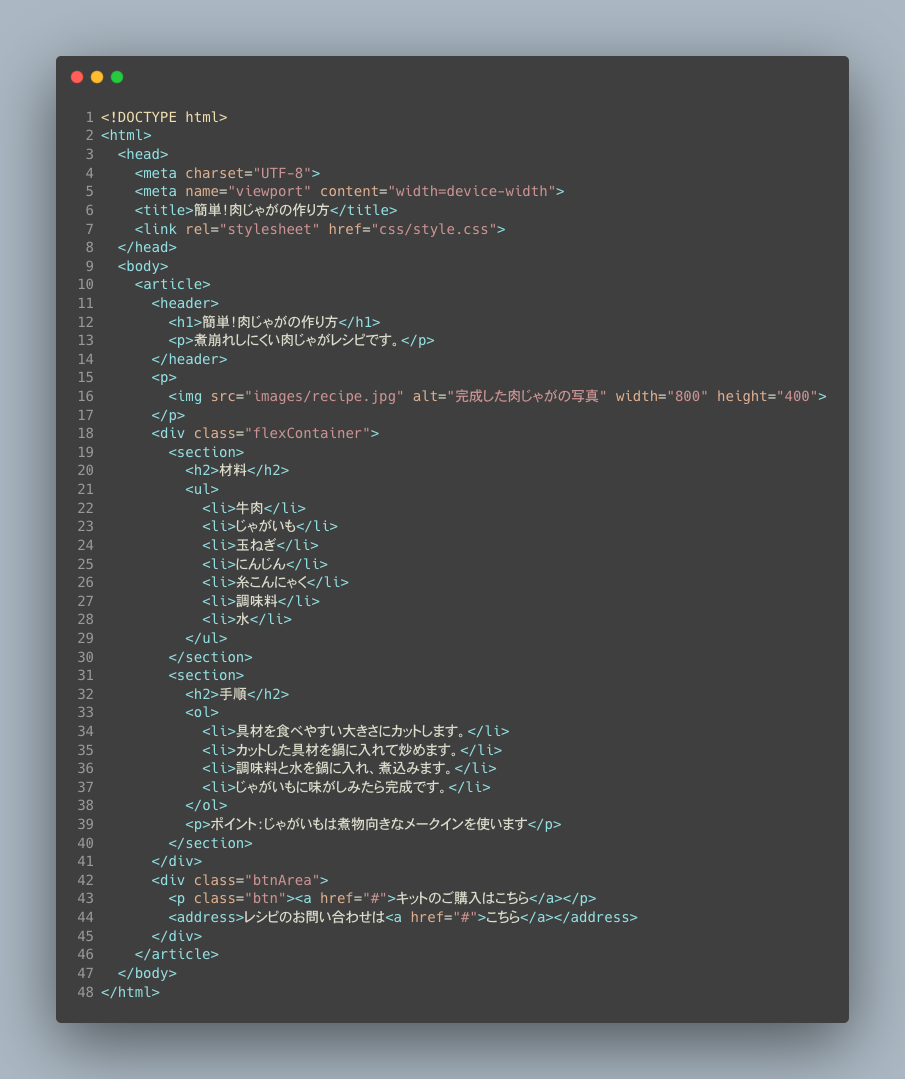 1 <!DOCTYPE html>
2 <html>
3   <head>
4     <meta charset="UTF-8">
5     <meta name="viewport" content="width=device-width">
6     <title>簡単!肉じゃがの作り方</title>
7     <link rel="stylesheet" href="css/style.css">
8   </head>
9   <body>
10     <article>
11       <header>
12         <h1>簡単!肉じゃがの作り方</h1>
13         <p>煮崩れしにくい肉じゃがレシピです。</p>
14       </header>
15       <p>
16         <img src="images/recipe.jpg" alt="完成した肉じゃがの写真" width="800" height="400">
17       </p>
18       <div class="flexContainer">
19         <section>
20           <h2>材料</h2>
21           <ul>
22             <li>牛肉</li>
23             <li>じゃがいも</li>
24             <li>玉ねぎ</li>
25             <li>にんじん</li>
26             <li>糸こんにゃく</li>
27             <li>調味料</li>
28             <li>水</li>
29           </ul>
30         </section>
31         <section>
32           <h2>手順</h2>
33           <ol>
34             <li>具材を食べやすい大きさにカットします。</li>
35             <li>カットした具材を鍋に入れて炒めます。</li>
36             <li>調味料と水を鍋に入れ、煮込みます。</li>
37             <li>じゃがいもに味がしみたら完成です。</li>
38           </ol>
39           <p>ポイント:じゃがいもは煮物向きなメークインを使います</p>
40         </section>
41       </div>
42       <div class="btnArea">
43         <p class="btn"><a href="#">キットのご購入はこちら</a></p>
44         <address>レシピのお問い合わせは<a href="#">こちら</a></address>
45       </div>
46     </article>
47   </body>
48 </html>